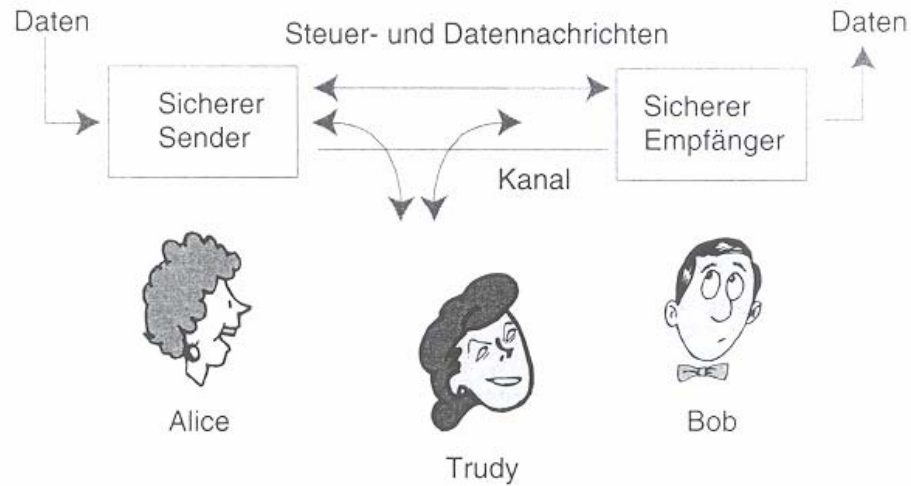 Daten
Daten
Steuer- und Datennachrichten
Sicherer
Sender
Sicherer
Empfänger
Kanal
Alice
Bob
Trudy